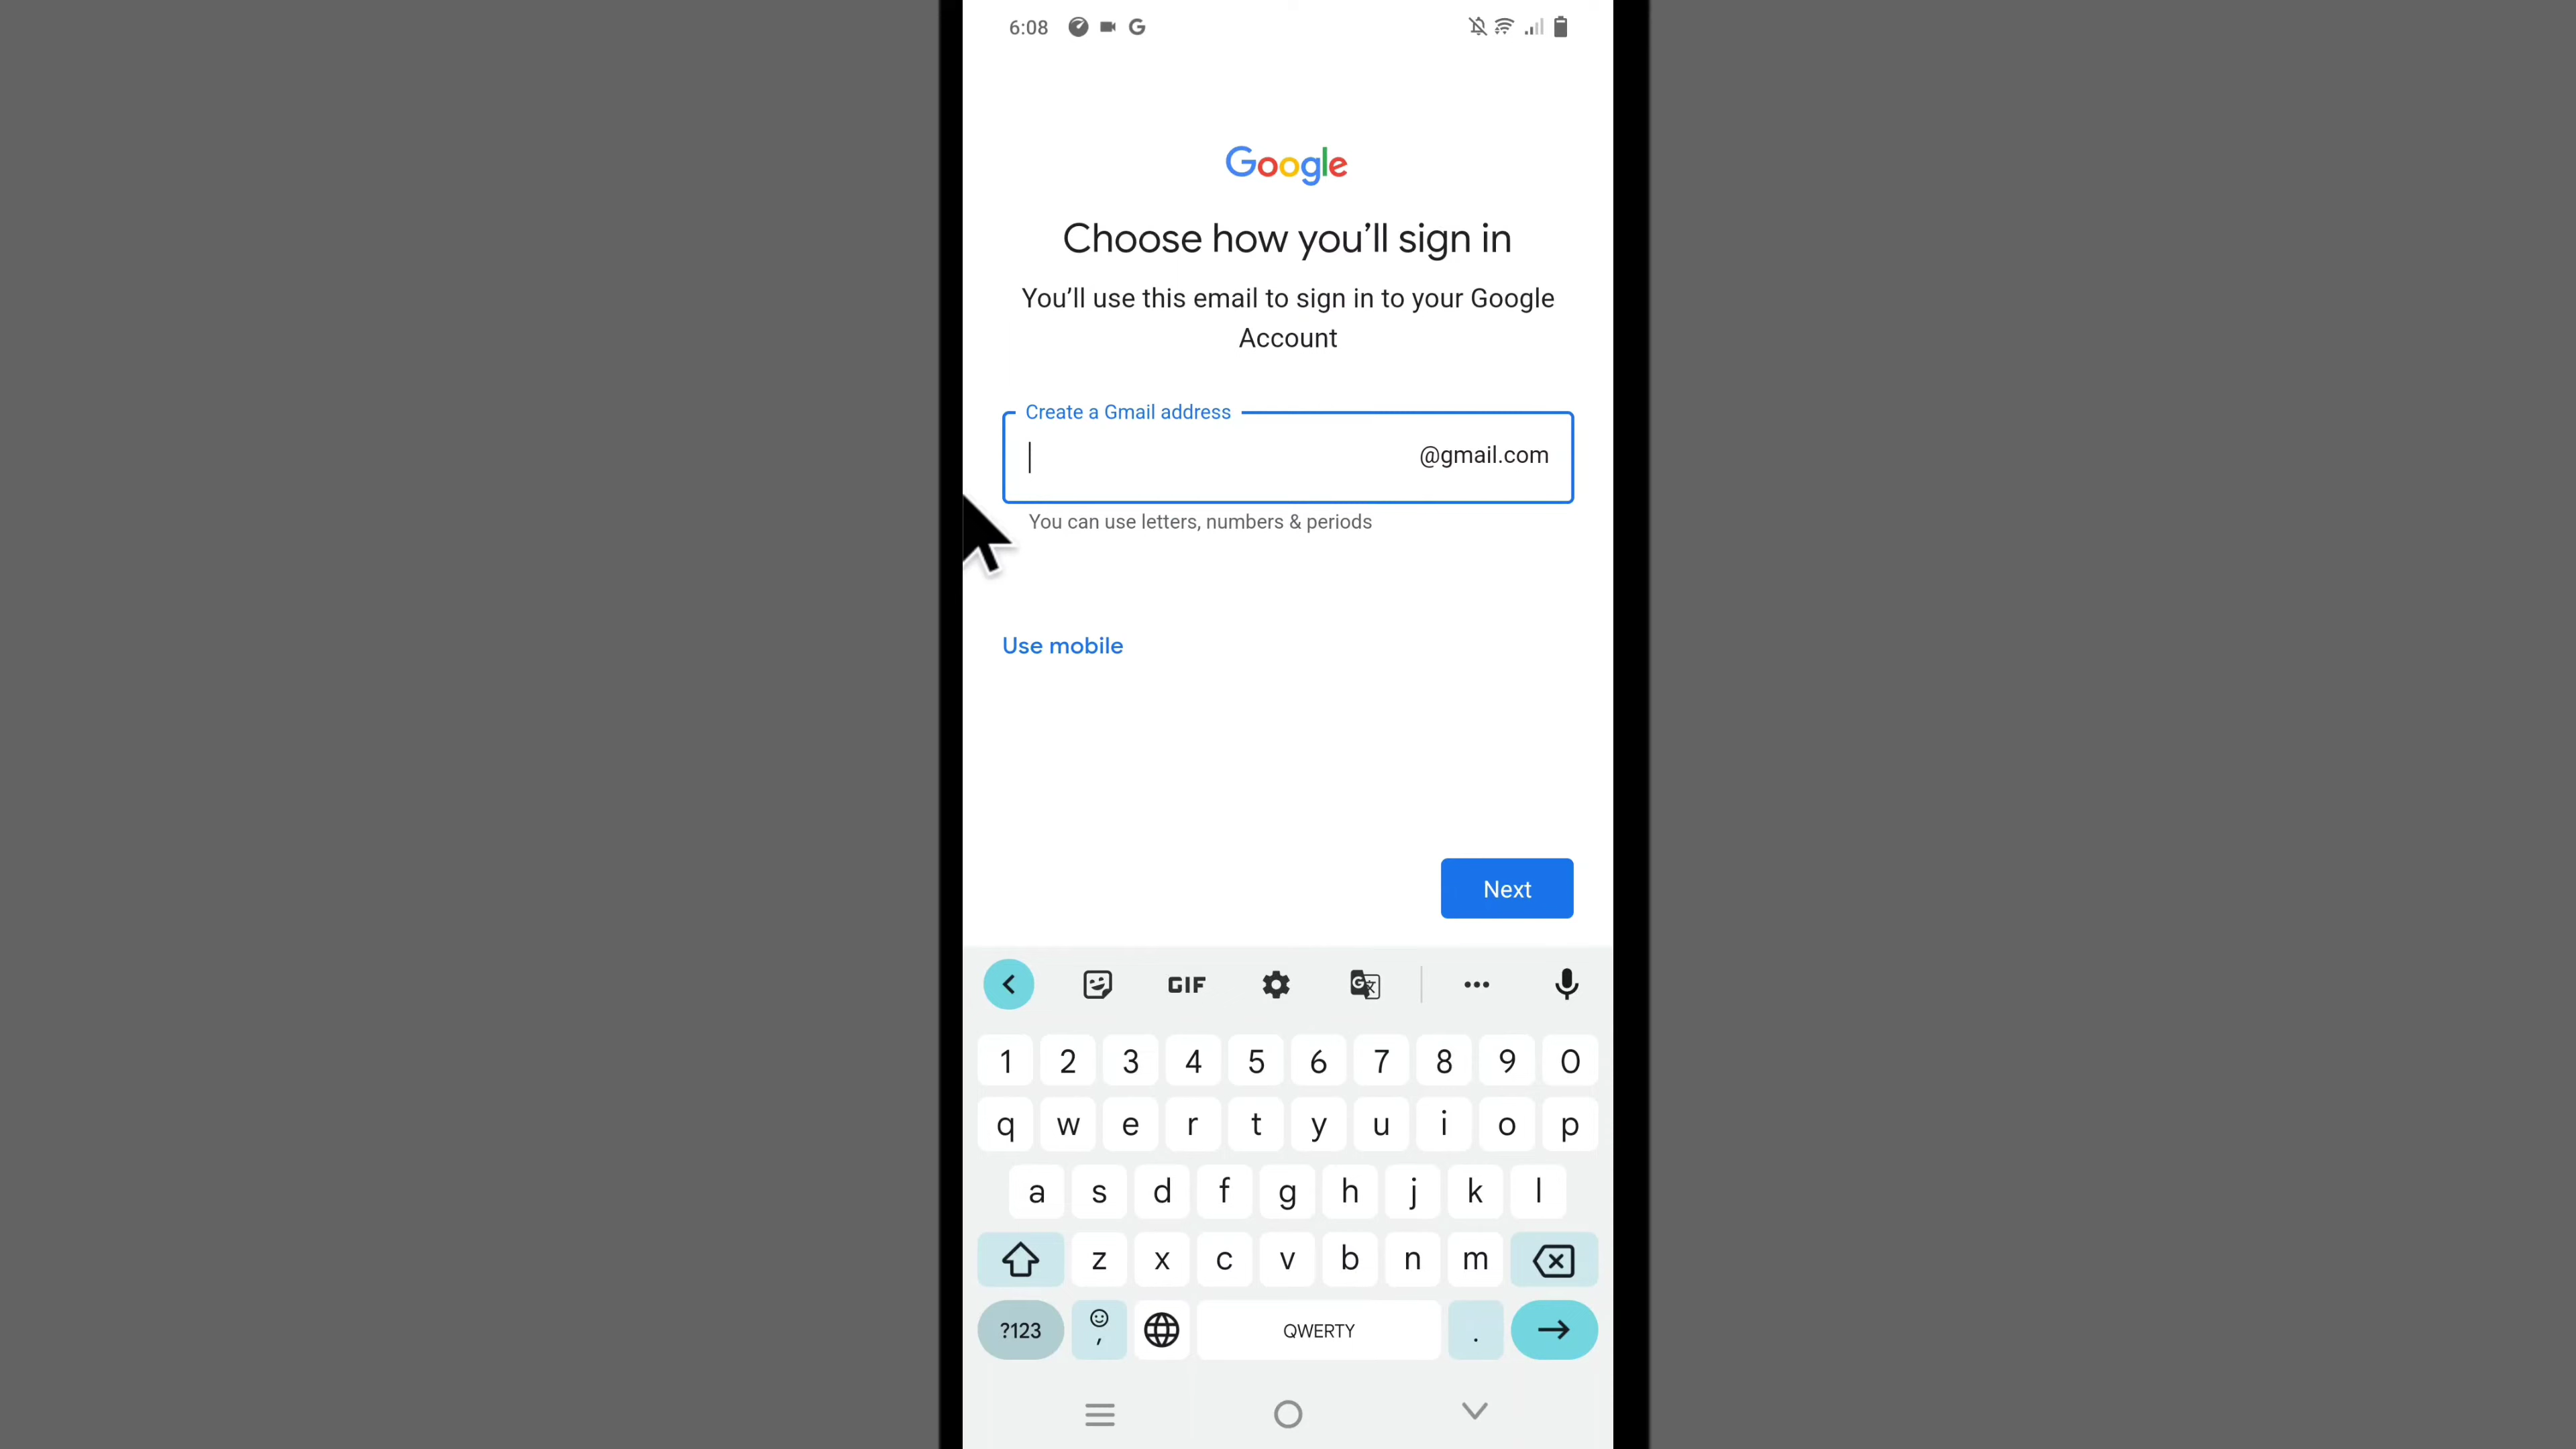 6:08
Google
Choose how you’ll sign in
You’ll use this email to sign in to your Google
Account
Create a Gmail address
@gmail.com
You can use letters, numbers & periods
Use mobile
Next
GIF
1 2 3 4 5 6 7 8 9 0
q w e r t y u i o p
a s d f g h j k l
z x c v b n m
?123 , QWERTY .